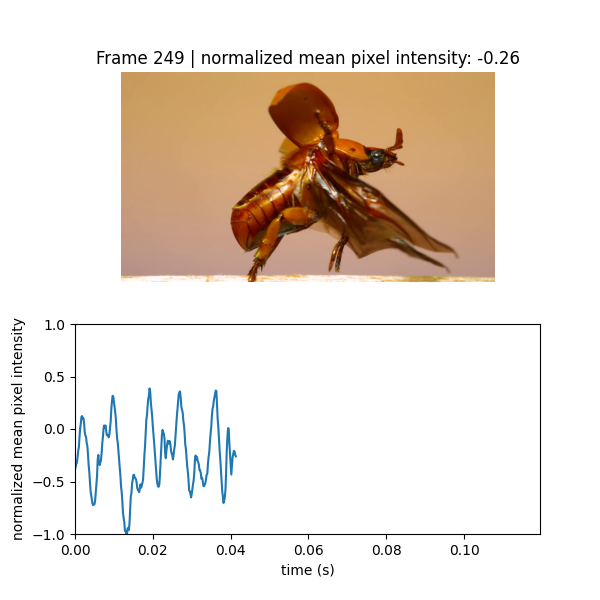 Frame 249 | normalized mean pixel intensity: -0.26
normalized mean pixel intensity
1.0
0.5
0.0
−0.5
−1.0
0.00 0.02 0.04 0.06 0.08 0.10
time (s)